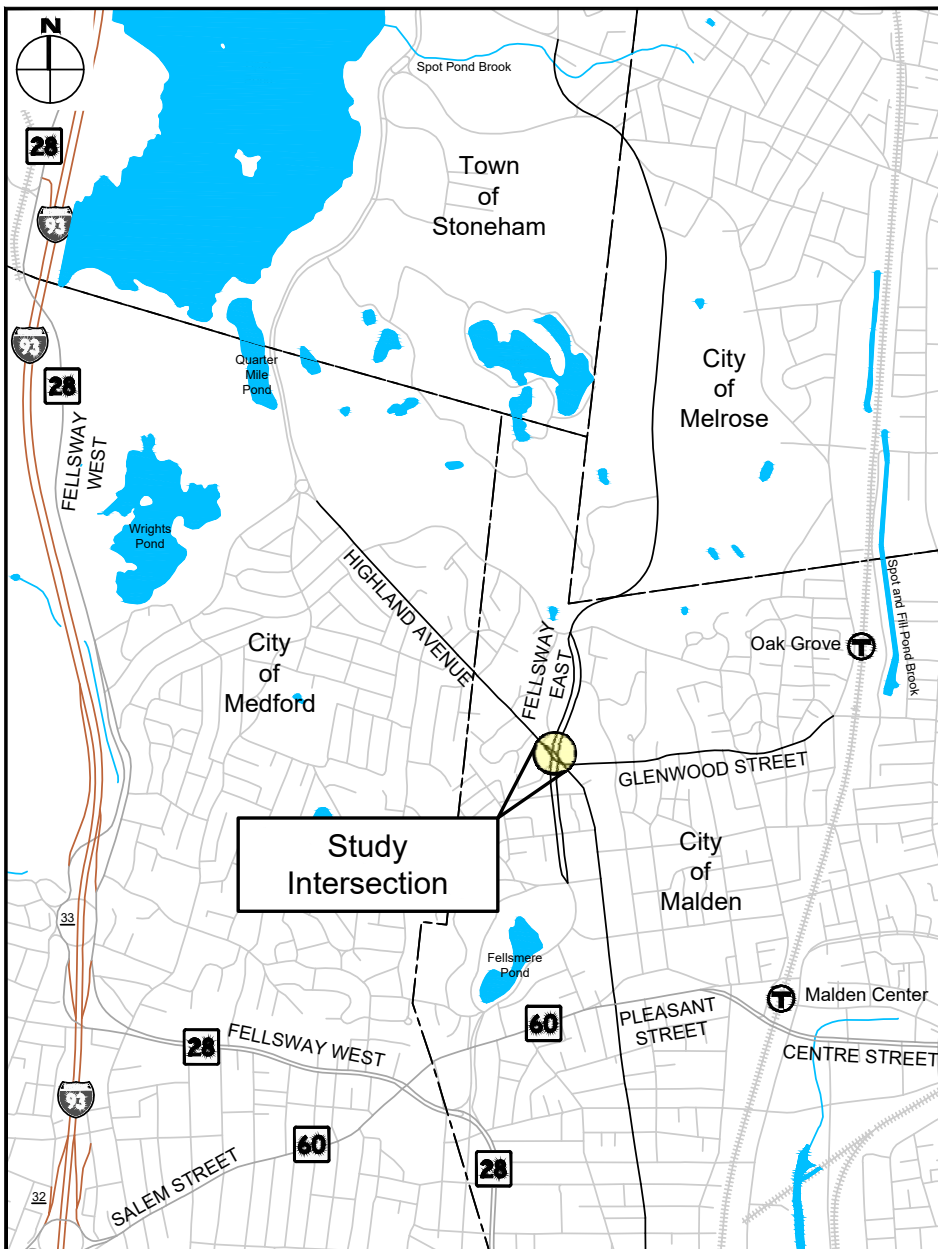 N
Spot Pond Brook
28
Town
of
Stoneham
93
93
28
Quarter
Mile
Pond
City
of
Melrose
FELLSWAY
WEST
Wrights
Pond
HIGHLAND AVENUE
Spot and Fill Pond Brook
City
of
Medford
FELLSWAY
EAST
Oak Grove
T
GLENWOOD STREET
Study
Intersection
City
of
Malden
33
Fellsmere
Pond
T
Malden Center
60
PLEASANT
STREET
28
FELLSWAY WEST
CENTRE STREET
93
60
28
SALEM STREET
32